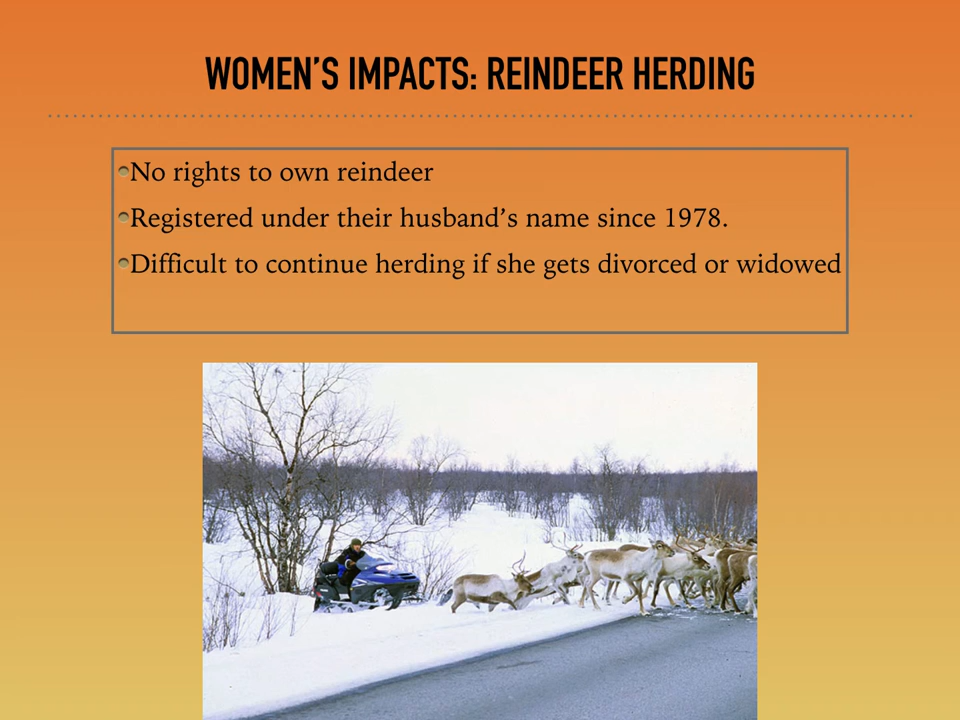 WOMEN’S IMPACTS: REINDEER HERDING
No rights to own reindeer
Registered under their husband’s name since 1978.
Difficult to continue herding if she gets divorced or widowed